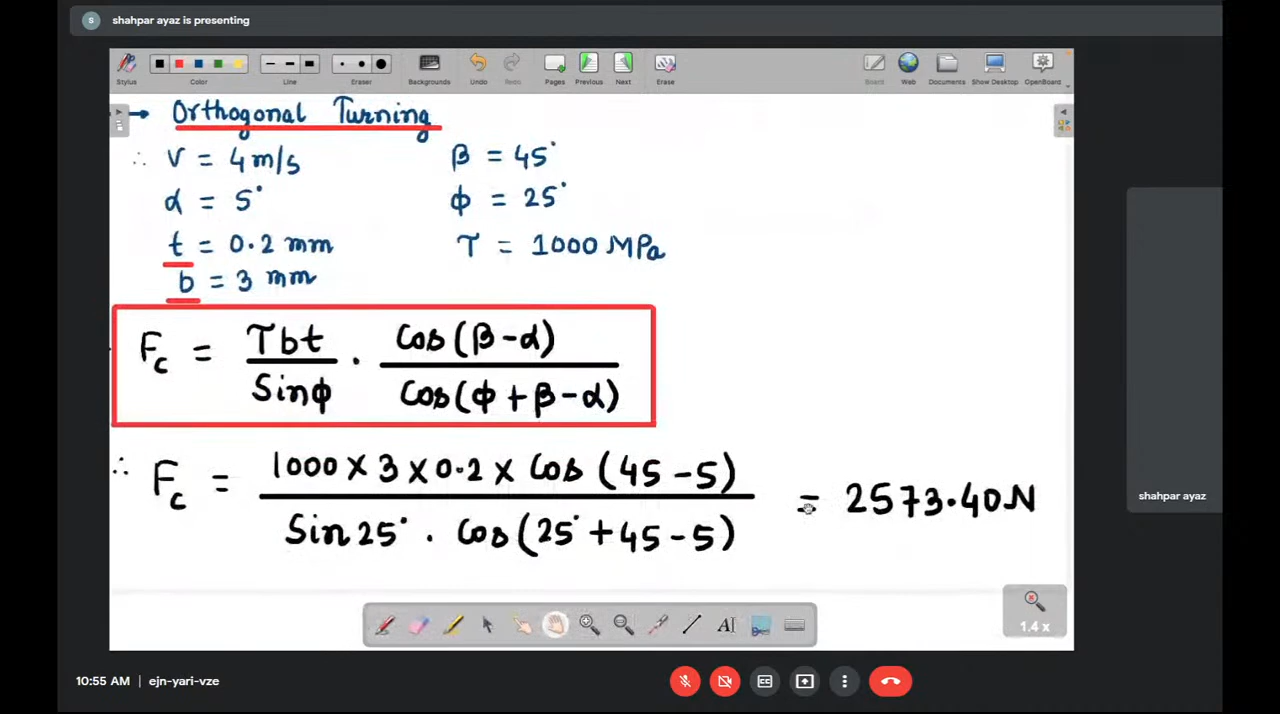 S shahpar ayaz is presenting
Stylus Color Line Eraser Backgrounds Undo Redo Pages Previous Next Erase Board Web Documents Show Desktop OpenBoard
→ Orthogonal Turning
∴ V = 4 m/s β = 45°
α = 5° ϕ = 25°
t = 0.2 mm τ = 1000 MPa
b = 3 mm
Fc = τbt / Sinϕ · Cos(β-α) / Cos(ϕ+β-α)
∴ Fc = 1000 × 3 × 0.2 × Cos (45-5) / Sin 25° · Cos (25° + 45 - 5) = 2573.40N
shahpar ayaz
1.4 x
10:55 AM | ejn-yari-vze